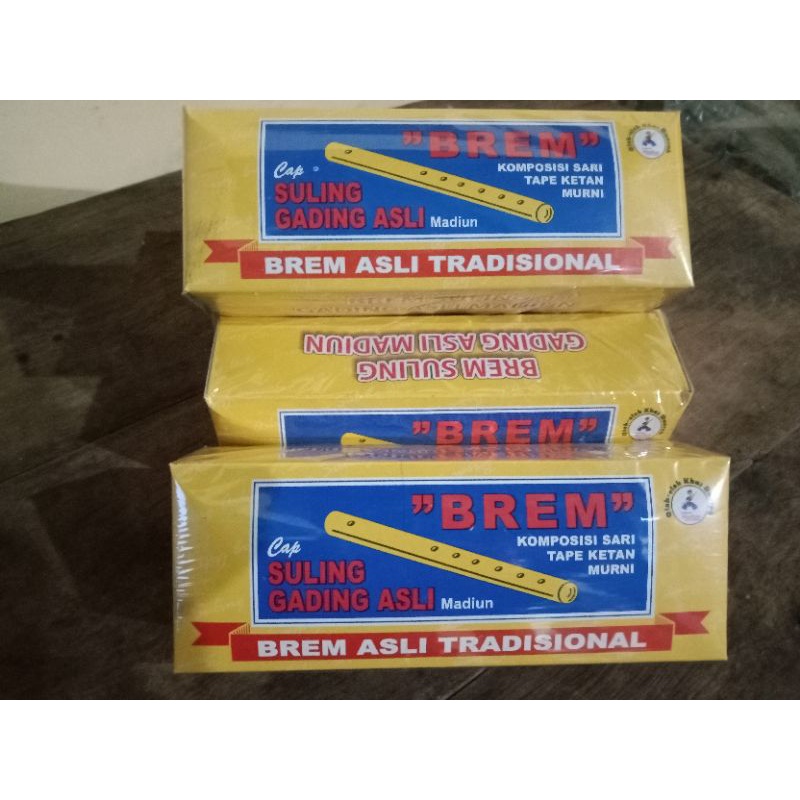 "BREM"
KOMPOSISI SARI
TAPE KETAN
MURNI
Cap
SULING
GADING ASLI Madiun
BREM ASLI TRADISIONAL
BREM SULING
GADING ASLI MADIUN
"BREM"
"BREM"
KOMPOSISI SARI
TAPE KETAN
MURNI
Cap
SULING
GADING ASLI Madiun
BREM ASLI TRADISIONAL